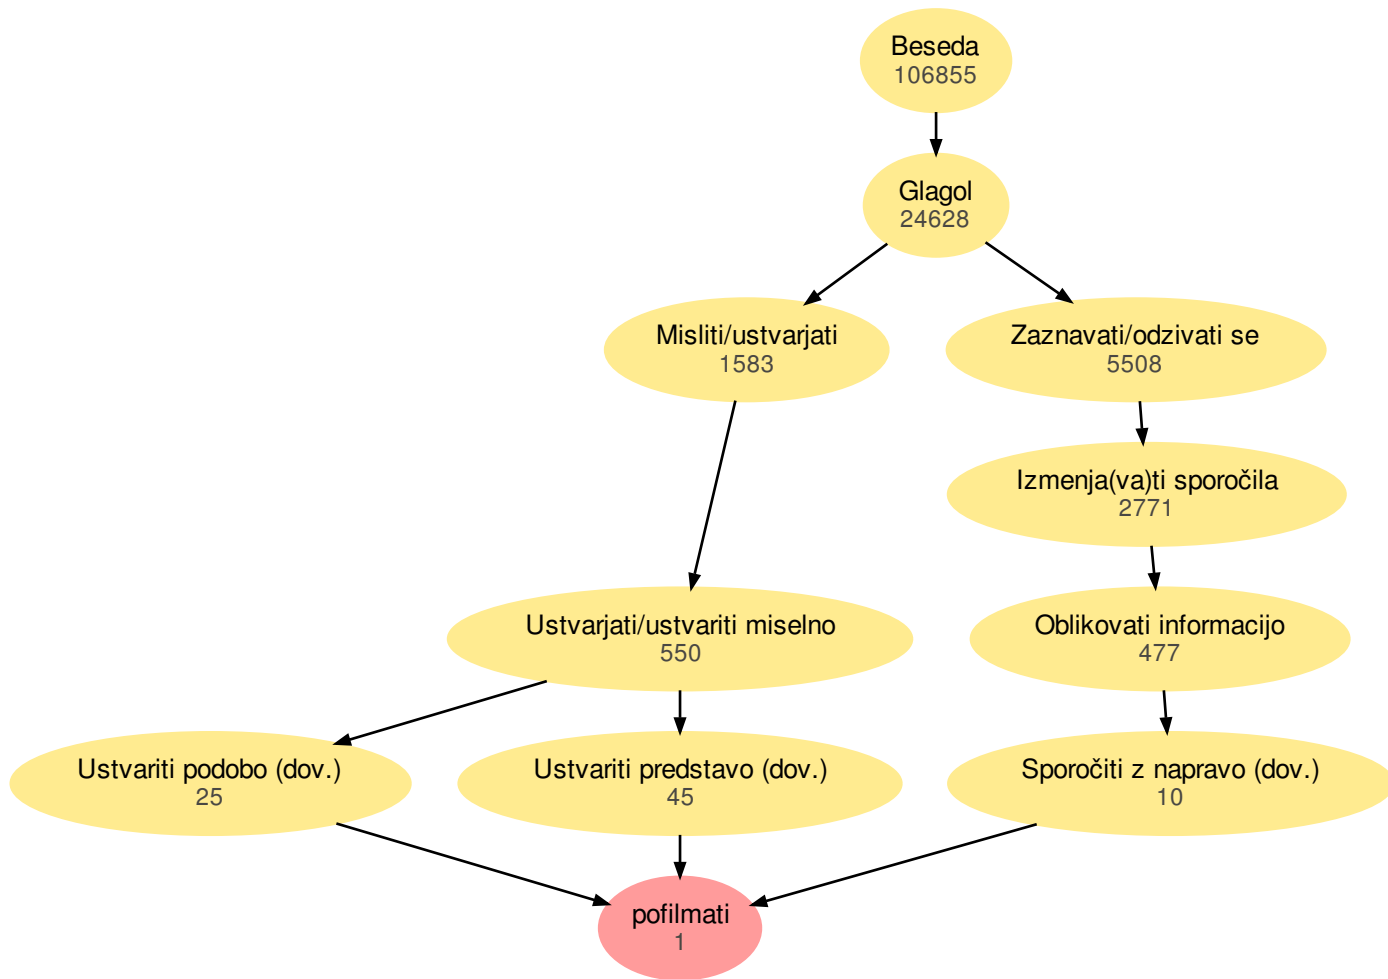 Beseda
106855
Glagol
24628
Misliti/ustvarjati
1583
Zaznavati/odzivati se
5508
Izmenja(va)ti sporočila
2771
Ustvarjati/ustvariti miselno
550
Oblikovati informacijo
477
Ustvariti podobo (dov.)
25
Ustvariti predstavo (dov.)
45
Sporočiti z napravo (dov.)
10
pofilmati
1